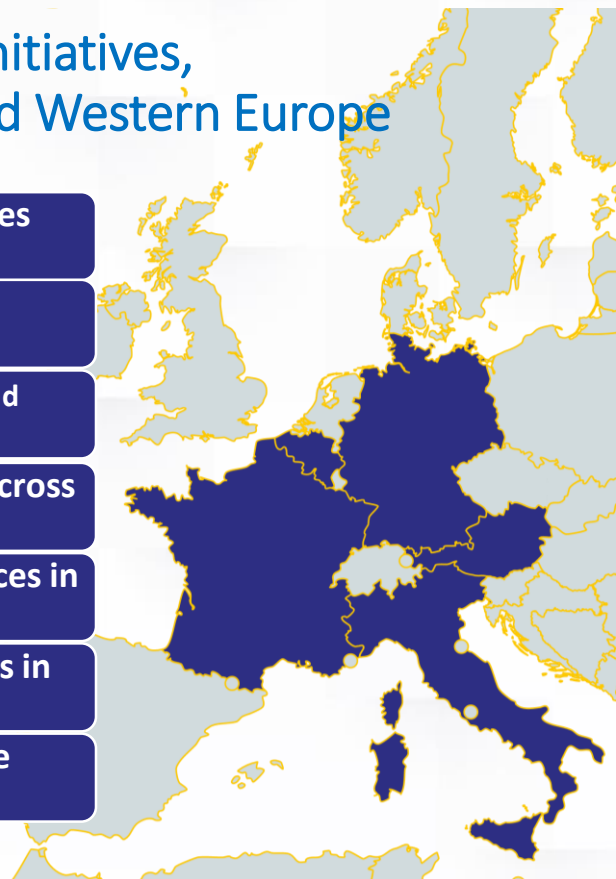 nitiatives,
d Western Europe
es
d
cross
ces in
s in
e